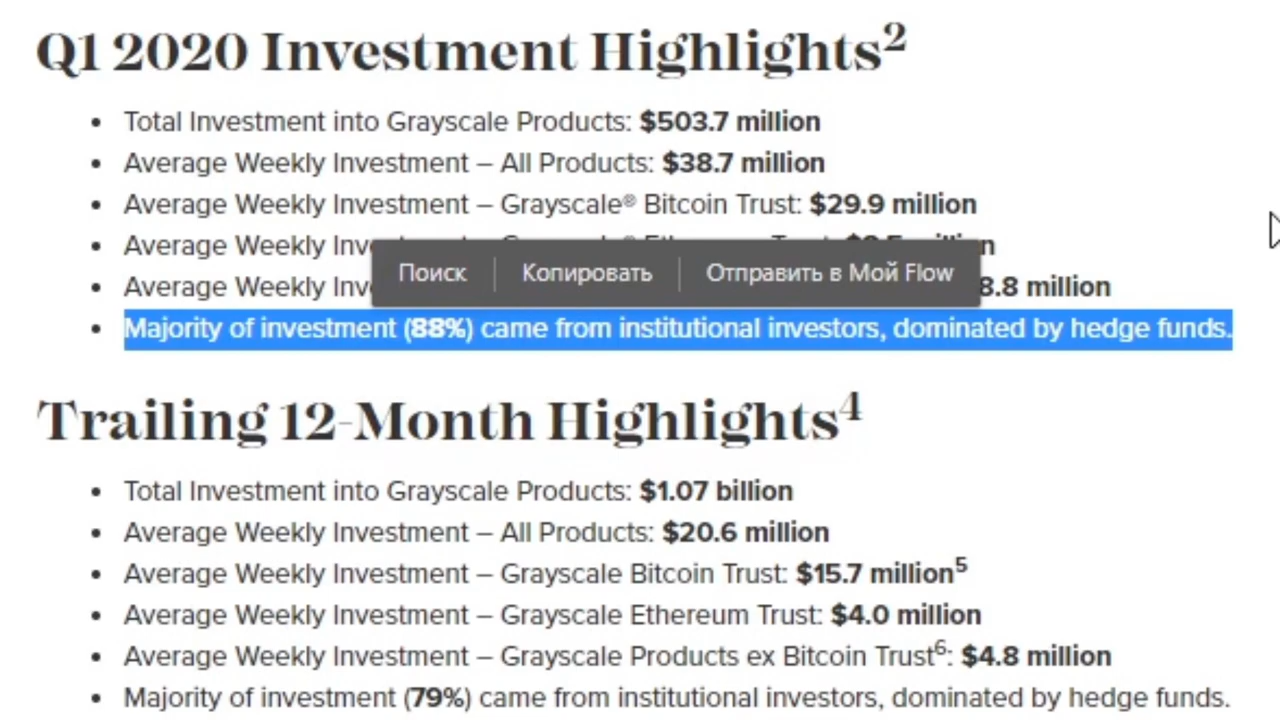 Q1 2020 Investment Highlights²
• Total Investment into Grayscale Products: $503.7 million
• Average Weekly Investment – All Products: $38.7 million
• Average Weekly Investment – Grayscale® Bitcoin Trust: $29.9 million
• Average Weekly
Поиск Копировать Отправить в Мой Flow
• Average Weekly 8.8 million
• Majority of investment (88%) came from institutional investors, dominated by hedge funds.
Trailing 12-Month Highlights⁴
• Total Investment into Grayscale Products: $1.07 billion
• Average Weekly Investment – All Products: $20.6 million
• Average Weekly Investment – Grayscale Bitcoin Trust: $15.7 million⁵
• Average Weekly Investment – Grayscale Ethereum Trust: $4.0 million
• Average Weekly Investment – Grayscale Products ex Bitcoin Trust⁶: $4.8 million
• Majority of investment (79%) came from institutional investors, dominated by hedge funds.